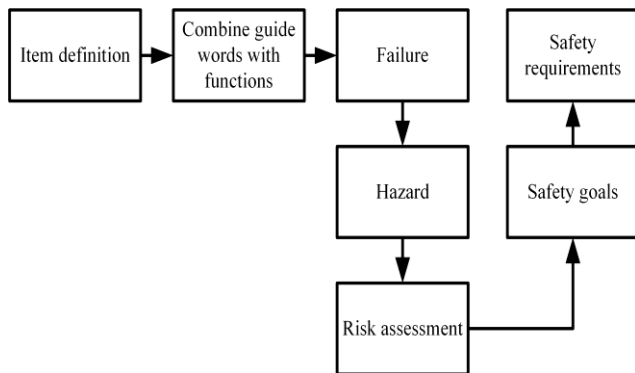 Item definition
Combine guide
words with
functions
Failure
Safety
requirements
Hazard
Safety goals
Risk assessment